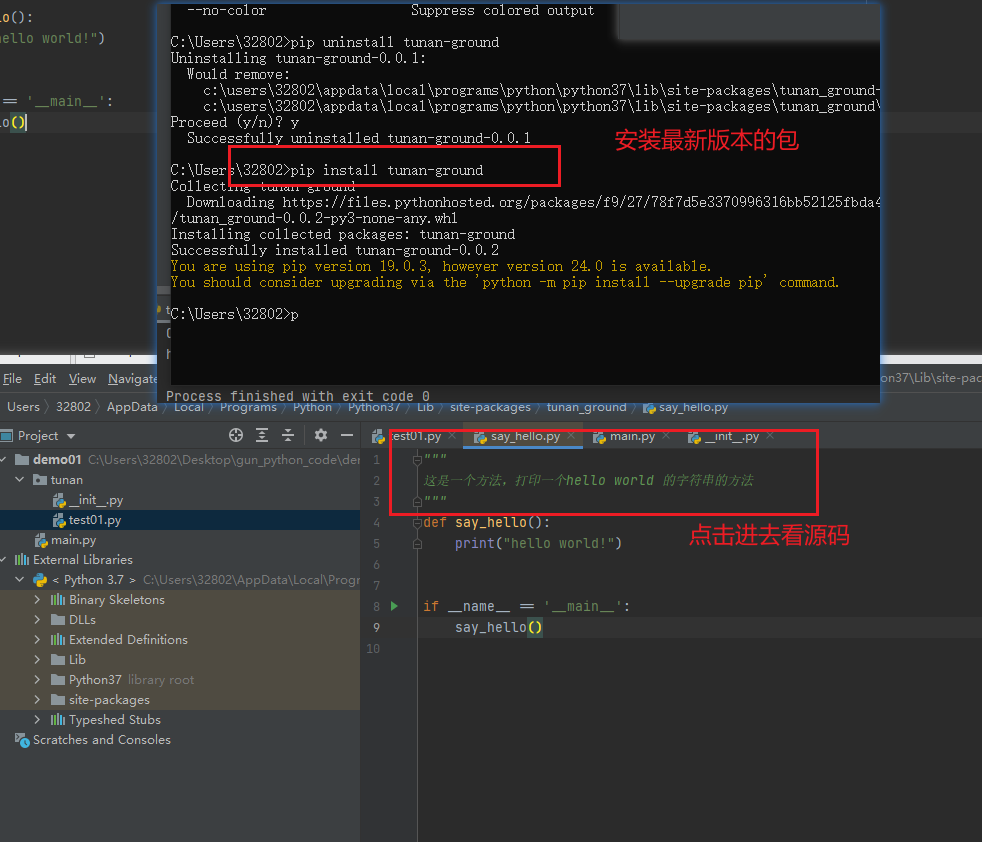 lo():
hello world!")
== '__main__':
lo()
--no-color Suppress colored output
C:\Users\32802>pip uninstall tunan-ground
Uninstalling tunan-ground-0.0.1:
Would remove:
c:\users\32802\appdata\local\programs\python\python37\lib\site-packages\tunan_ground-
c:\users\32802\appdata\local\programs\python\python37\lib\site-packages\tunan_ground\
Proceed (y/n)? y
Successfully uninstalled tunan-ground-0.0.1
安装最新版本的包
C:\Users\32802>pip install tunan-ground
Collecting tunan-ground
Downloading https://files.pythonhosted.org/packages/f9/27/78f7d5e3370996316bb52125fbda4
/tunan_ground-0.0.2-py3-none-any.whl
Installing collected packages: tunan-ground
Successfully installed tunan-ground-0.0.2
You are using pip version 19.0.3, however version 24.0 is available.
You should consider upgrading via the 'python -m pip install --upgrade pip' command.
C:\Users\32802>p
Process finished with exit code 0
File Edit View Navigate
on37\Lib\site-pac
Users 32802 AppData Local Programs Python Python37 Lib site-packages tunan_ground say_hello.py
Project
test01.py say_hello.py main.py __init__.py
demo01 C:\Users\32802\Desktop\gun_python_code\der
tunan
__init__.py
test01.py
main.py
External Libraries
< Python 3.7 > C:\Users\32802\AppData\Local\Progr
Binary Skeletons
DLLs
Extended Definitions
Lib
Python37 library root
site-packages
Typeshed Stubs
Scratches and Consoles
1 """
2 这是一个方法，打印一个hello world 的字符串的方法
3 """
4 def say_hello():
点击进去看源码
5 print("hello world!")
6
7
8 if __name__ == '__main__':
9 say_hello()
10